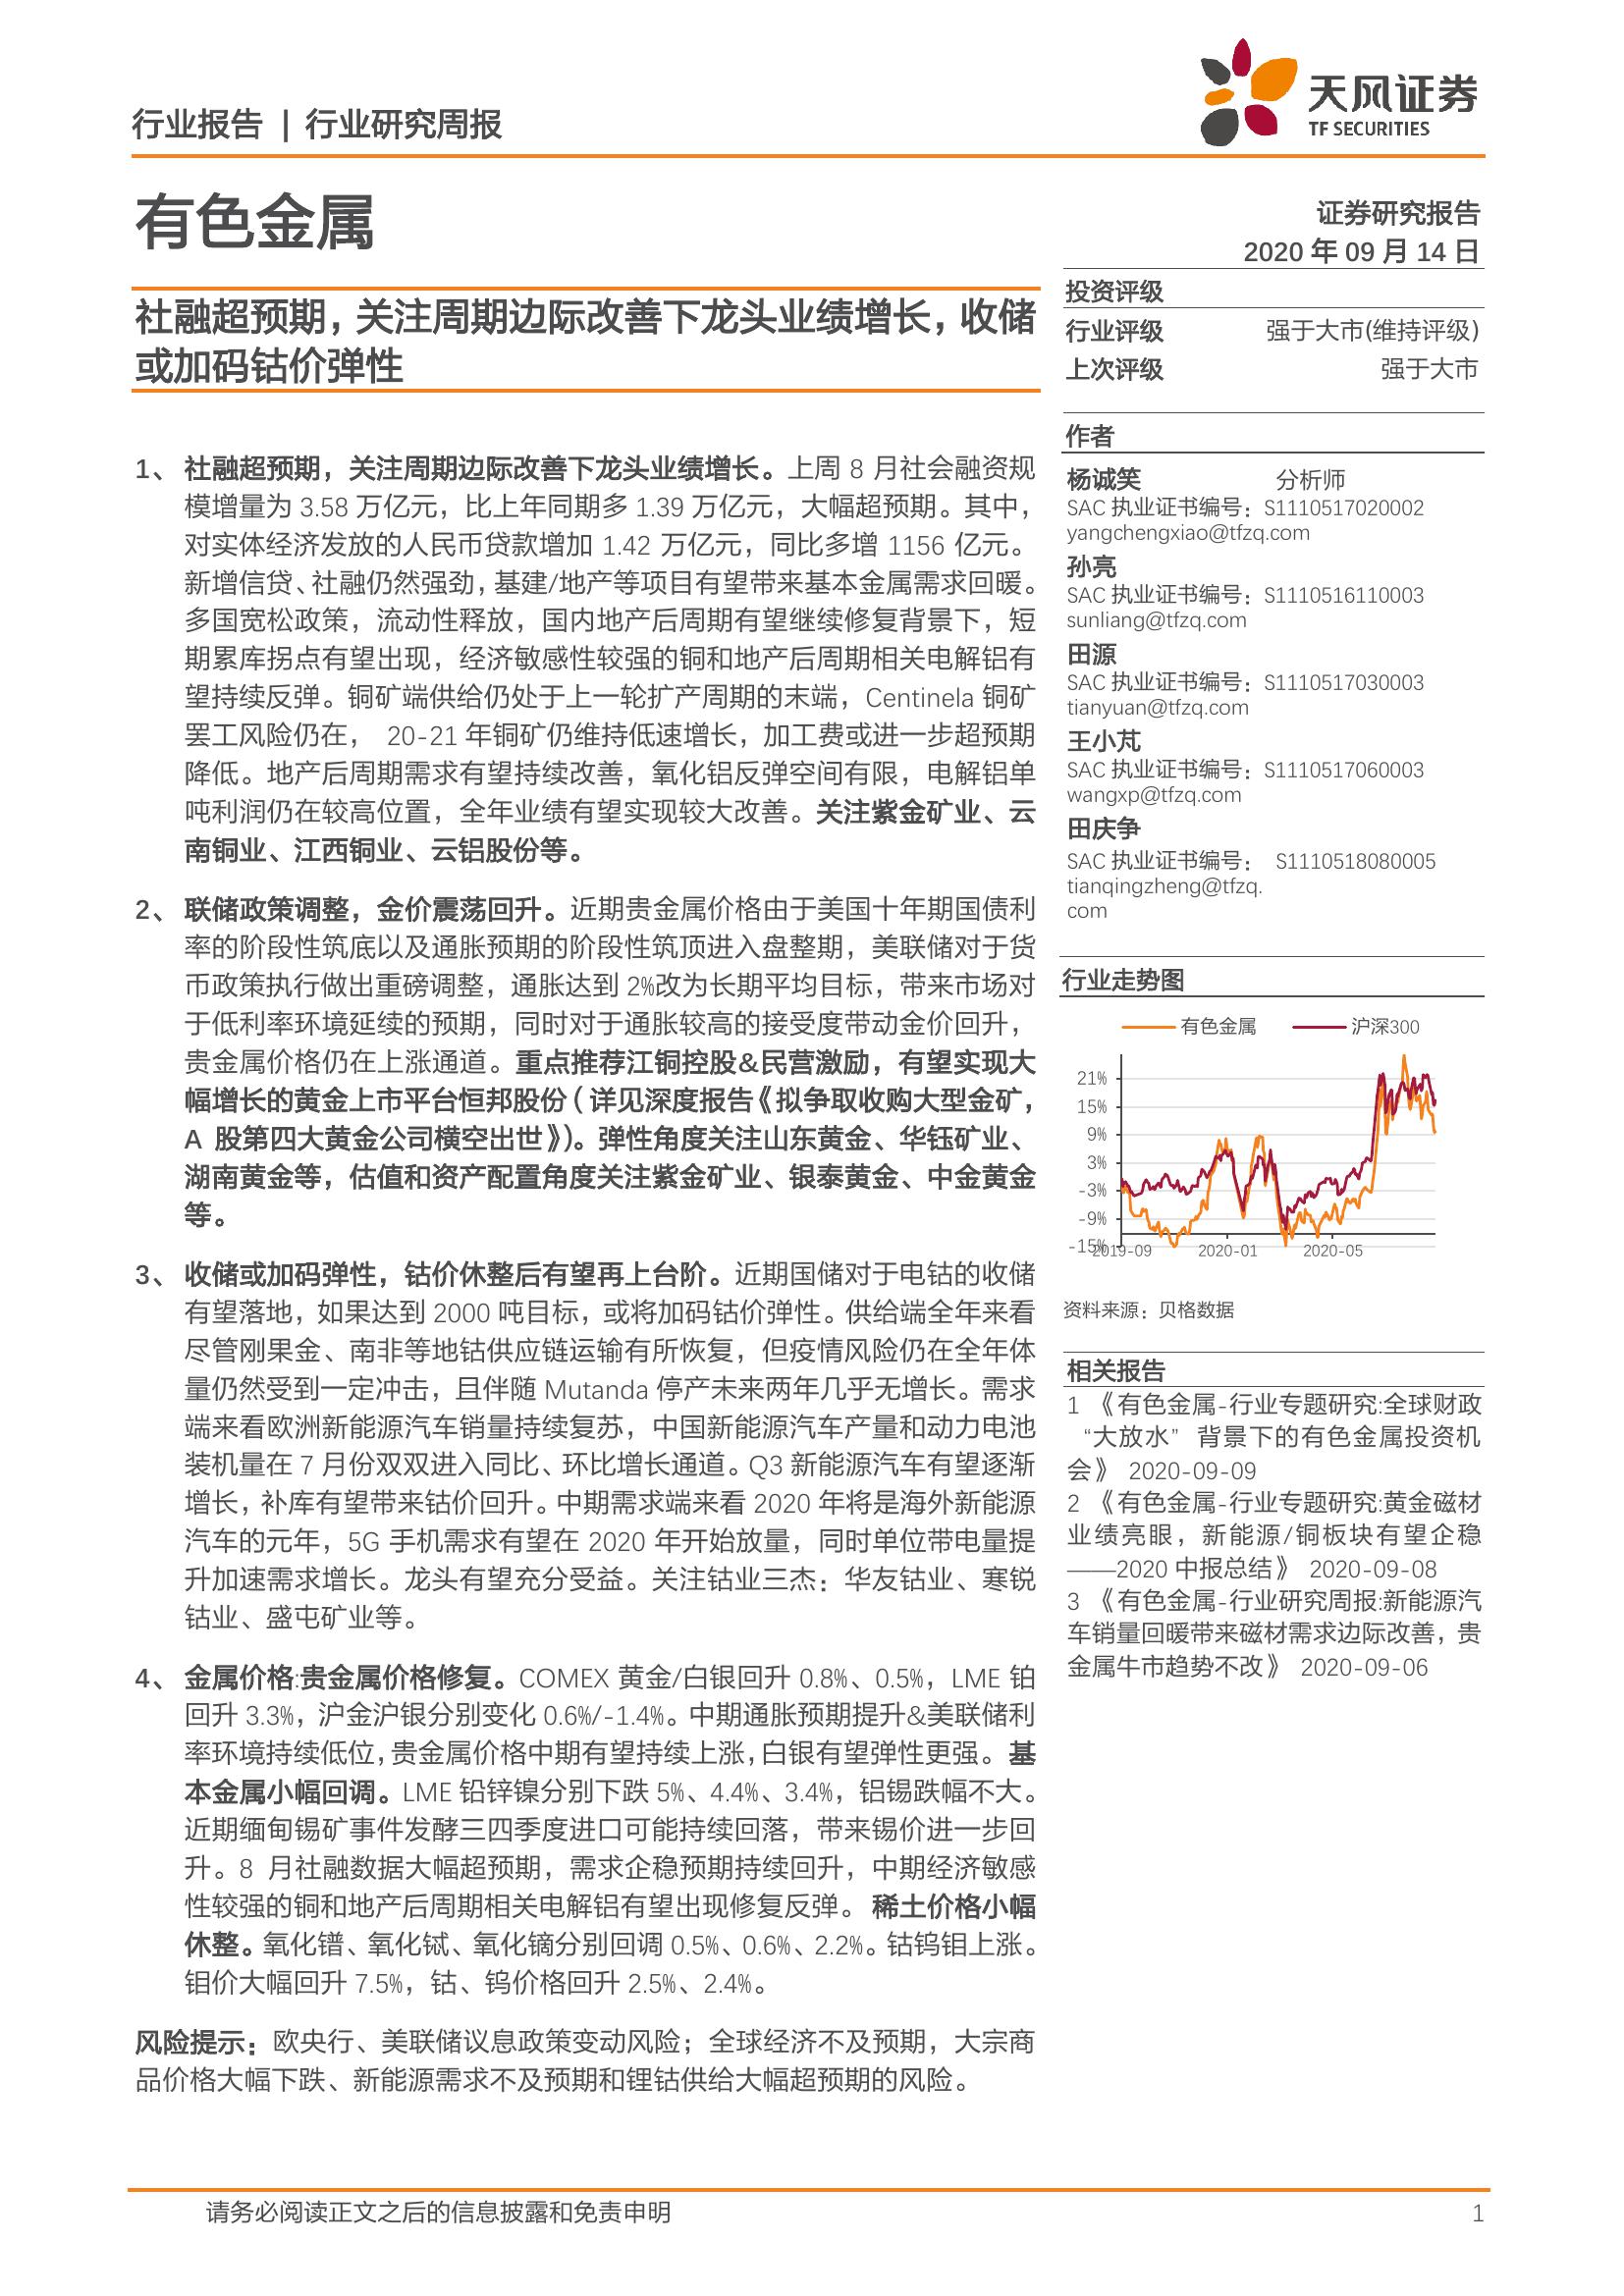 行业报告 | 行业研究周报
天风证券
TF SECURITIES
有色金属
证券研究报告
2020 年 09 月 14 日
社融超预期，关注周期边际改善下龙头业绩增长，收储
或加码钴价弹性
1、 社融超预期，关注周期边际改善下龙头业绩增长。上周 8 月社会融资规
模增量为 3.58 万亿元，比上年同期多 1.39 万亿元，大幅超预期。其中，
对实体经济发放的人民币贷款增加 1.42 万亿元，同比多增 1156 亿元。
新增信贷、社融仍然强劲，基建/地产等项目有望带来基本金属需求回暖。
多国宽松政策，流动性释放，国内地产后周期有望继续修复背景下，短
期累库拐点有望出现，经济敏感性较强的铜和地产后周期相关电解铝有
望持续反弹。铜矿端供给仍处于上一轮扩产周期的末端，Centinela 铜矿
罢工风险仍在， 20-21 年铜矿仍维持低速增长，加工费或进一步超预期
降低。地产后周期需求有望持续改善，氧化铝反弹空间有限，电解铝单
吨利润仍在较高位置，全年业绩有望实现较大改善。关注紫金矿业、云
南铜业、江西铜业、云铝股份等。
2、 联储政策调整，金价震荡回升。近期贵金属价格由于美国十年期国债利
率的阶段性筑底以及通胀预期的阶段性筑顶进入盘整期，美联储对于货
币政策执行做出重磅调整，通胀达到 2%改为长期平均目标，带来市场对
于低利率环境延续的预期，同时对于通胀较高的接受度带动金价回升，
贵金属价格仍在上涨通道。重点推荐江铜控股&民营激励，有望实现大
幅增长的黄金上市平台恒邦股份（详见深度报告《拟争取收购大型金矿，
A 股第四大黄金公司横空出世》）。弹性角度关注山东黄金、华钰矿业、
湖南黄金等，估值和资产配置角度关注紫金矿业、银泰黄金、中金黄金
等。
3、 收储或加码弹性，钴价休整后有望再上台阶。近期国储对于电钴的收储
有望落地，如果达到 2000 吨目标，或将加码钴价弹性。供给端全年来看
尽管刚果金、南非等地钴供应链运输有所恢复，但疫情风险仍在全年体
量仍然受到一定冲击，且伴随 Mutanda 停产未来两年几乎无增长。需求
端来看欧洲新能源汽车销量持续复苏，中国新能源汽车产量和动力电池
装机量在 7 月份双双进入同比、环比增长通道。Q3 新能源汽车有望逐渐
增长，补库有望带来钴价回升。中期需求端来看 2020 年将是海外新能源
汽车的元年，5G 手机需求有望在 2020 年开始放量，同时单位带电量提
升加速需求增长。龙头有望充分受益。关注钴业三杰：华友钴业、寒锐
钴业、盛屯矿业等。
4、 金属价格:贵金属价格修复。COMEX 黄金/白银回升 0.8%、0.5%，LME 铂
回升 3.3%，沪金沪银分别变化 0.6%/-1.4%。中期通胀预期提升&美联储利
率环境持续低位，贵金属价格中期有望持续上涨，白银有望弹性更强。基
本金属小幅回调。LME 铅锌镍分别下跌 5%、4.4%、3.4%，铝锡跌幅不大。
近期缅甸锡矿事件发酵三四季度进口可能持续回落，带来锡价进一步回
升。8 月社融数据大幅超预期，需求企稳预期持续回升，中期经济敏感
性较强的铜和地产后周期相关电解铝有望出现修复反弹。 稀土价格小幅
休整。氧化镨、氧化铽、氧化镝分别回调 0.5%、0.6%、2.2%。钴钨钼上涨。
钼价大幅回升 7.5%，钴、钨价格回升 2.5%、2.4%。
风险提示：欧央行、美联储议息政策变动风险；全球经济不及预期，大宗商
品价格大幅下跌、新能源需求不及预期和锂钴供给大幅超预期的风险。
投资评级
行业评级 强于大市(维持评级)
上次评级 强于大市
作者
杨诚笑 分析师
SAC 执业证书编号：S1110517020002
yangchengxiao@tfzq.com
孙亮
SAC 执业证书编号：S1110516110003
sunliang@tfzq.com
田源
SAC 执业证书编号：S1110517030003
tianyuan@tfzq.com
王小芃
SAC 执业证书编号：S1110517060003
wangxp@tfzq.com
田庆争
SAC 执业证书编号： S1110518080005
tianqingzheng@tfzq.
com
行业走势图
有色金属 沪深300
21%
15%
9%
3%
-3%
-9%
-15%
2019-09 2020-01 2020-05
资料来源：贝格数据
相关报告
1 《有色金属-行业专题研究:全球财政
“大放水” 背景下的有色金属投资机
会》 2020-09-09
2 《有色金属-行业专题研究:黄金磁材
业绩亮眼，新能源/铜板块有望企稳
——2020 中报总结》 2020-09-08
3 《有色金属-行业研究周报:新能源汽
车销量回暖带来磁材需求边际改善，贵
金属牛市趋势不改》 2020-09-06
请务必阅读正文之后的信息披露和免责申明 1